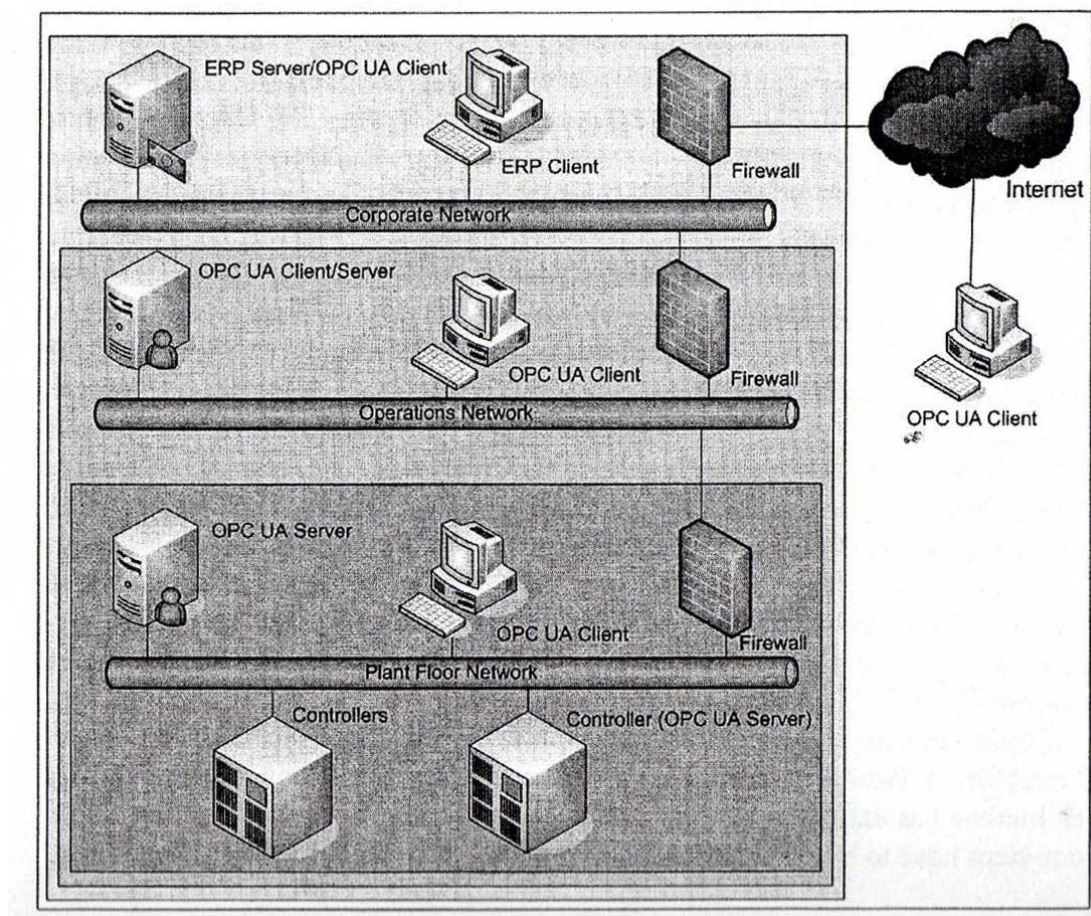 ERP Server/OPC UA Client
ERP Client
Firewall
Internet
Corporate Network
OPC UA Client/Server
OPC UA Client
Firewall
OPC UA Client
Operations Network
OPC UA Server
OPC UA Client
Firewall
Plant Floor Network
Controllers
Controller (OPC UA Server)